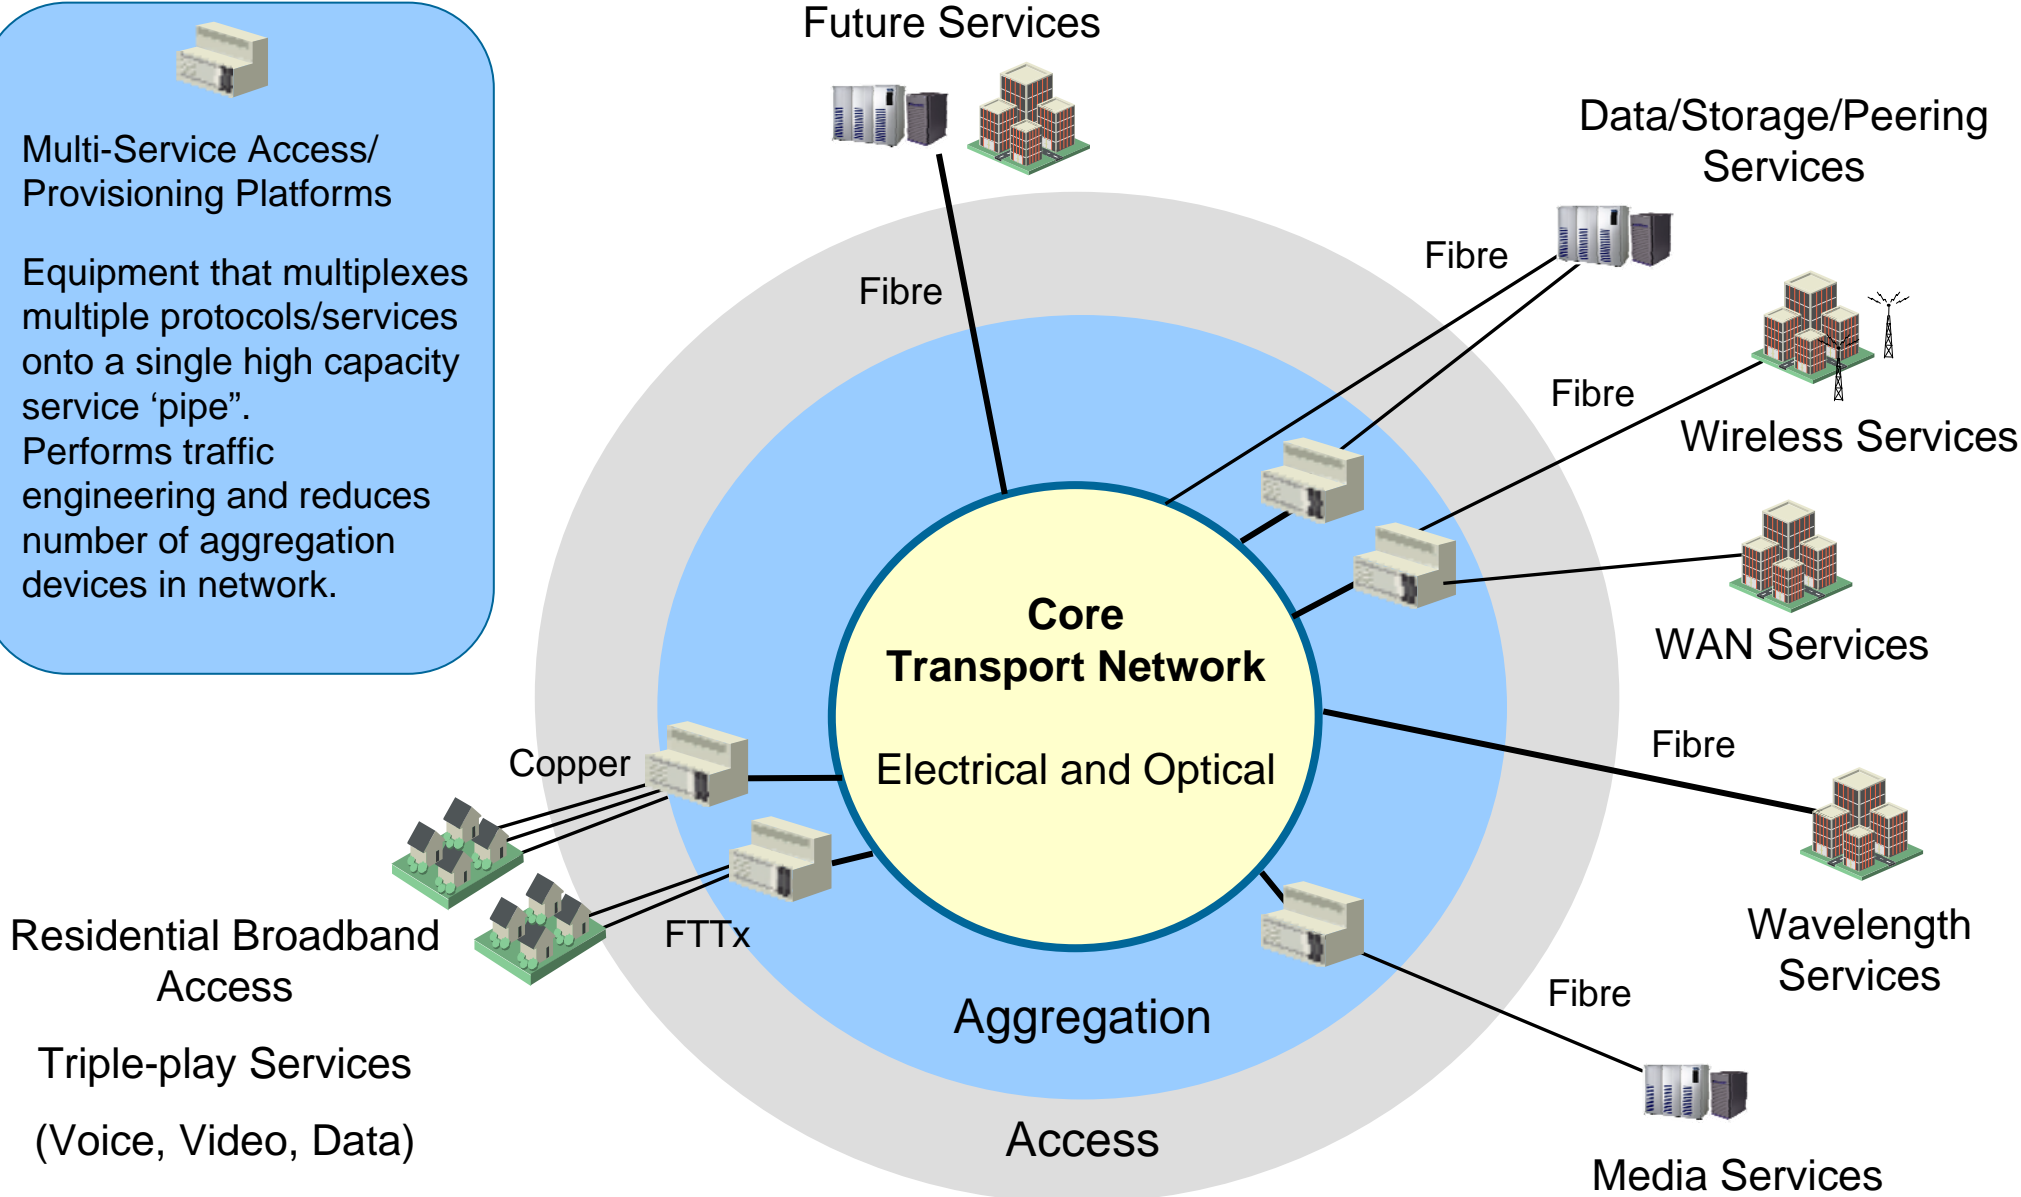 Multi-Service Access/
Provisioning Platforms
Equipment that multiplexes
multiple protocols/services
onto a single high capacity
service ‘pipe”.
Performs traffic
engineering and reduces
number of aggregation
devices in network.
Future Services
Fibre
Data/Storage/Peering
Services
Fibre
Fibre
Wireless Services
WAN Services
Core
Transport Network
Electrical and Optical
Fibre
Wavelength
Services
Copper
FTTx
Residential Broadband
Access
Triple-play Services
(Voice, Video, Data)
Aggregation
Access
Fibre
Media Services